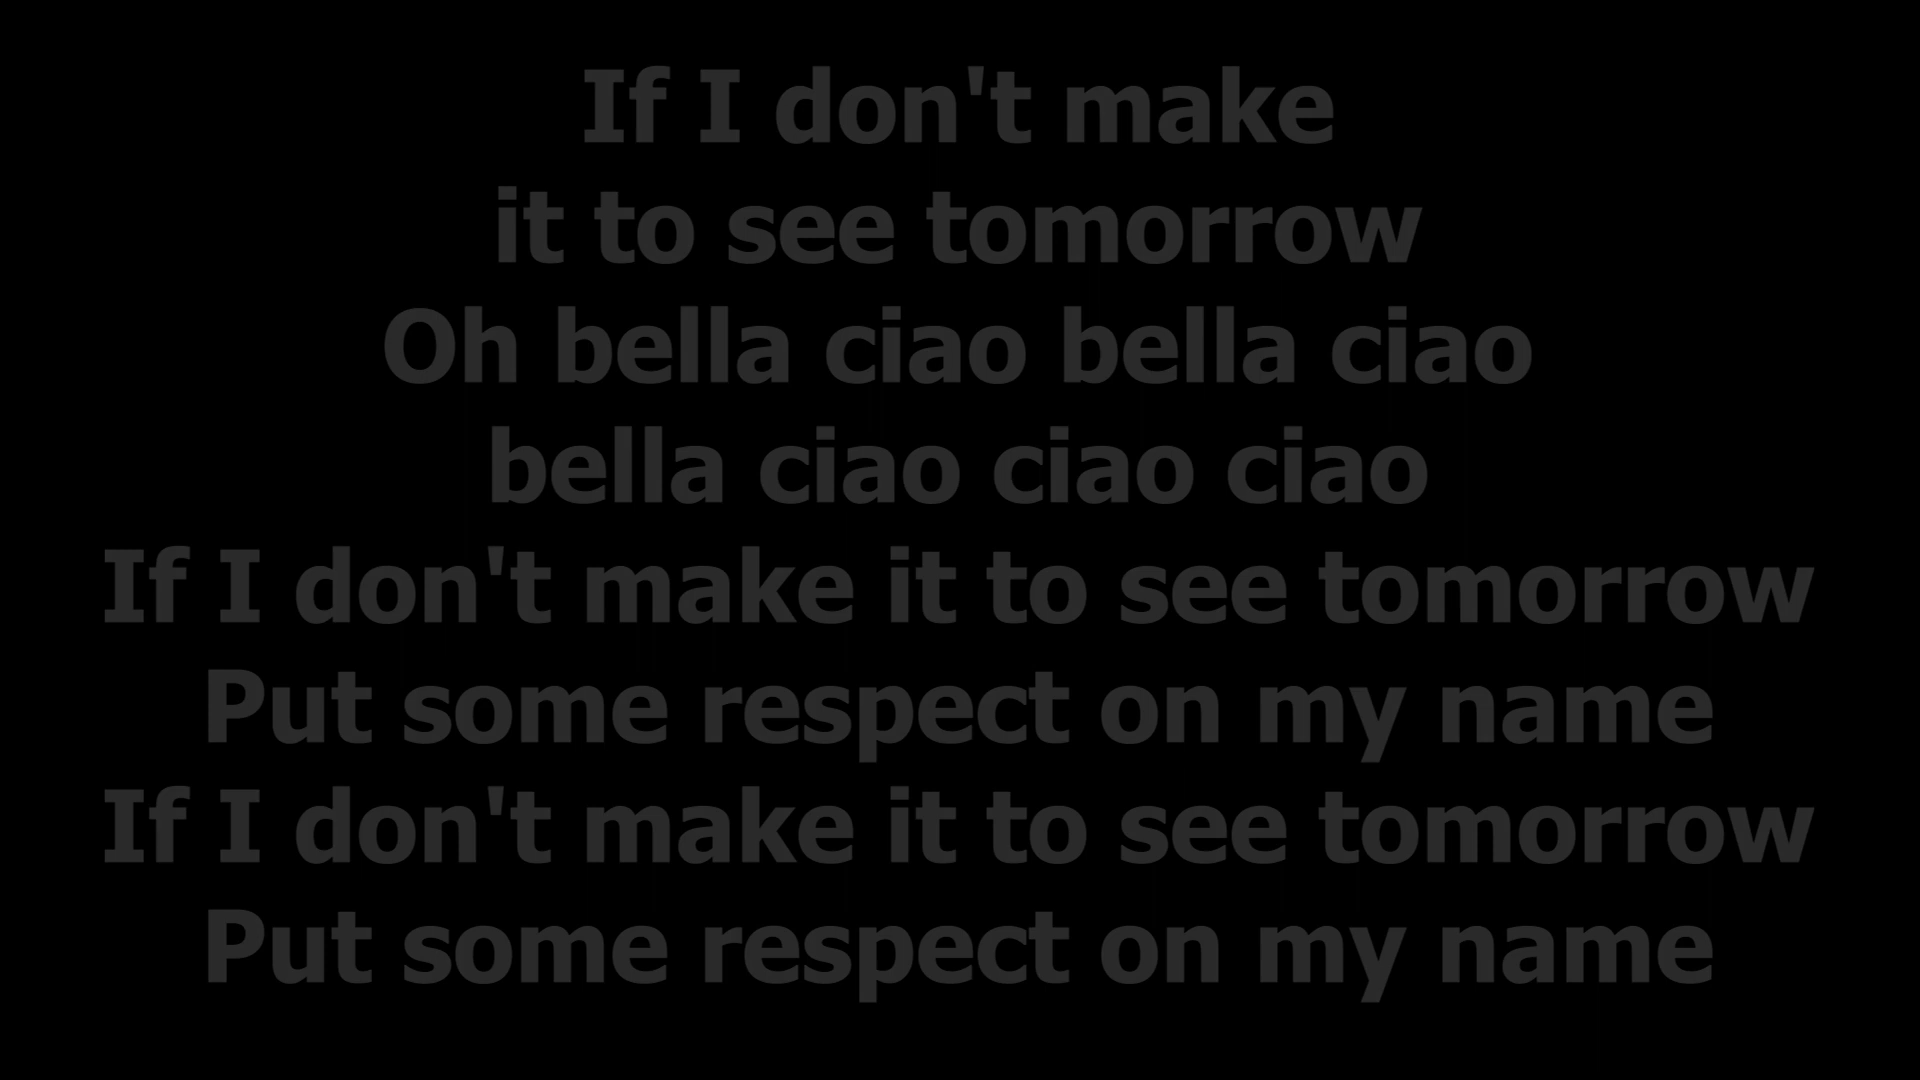 If I don't make
it to see tomorrow
Oh bella ciao bella ciao
bella ciao ciao ciao
If I don't make it to see tomorrow
Put some respect on my name
If I don't make it to see tomorrow
Put some respect on my name